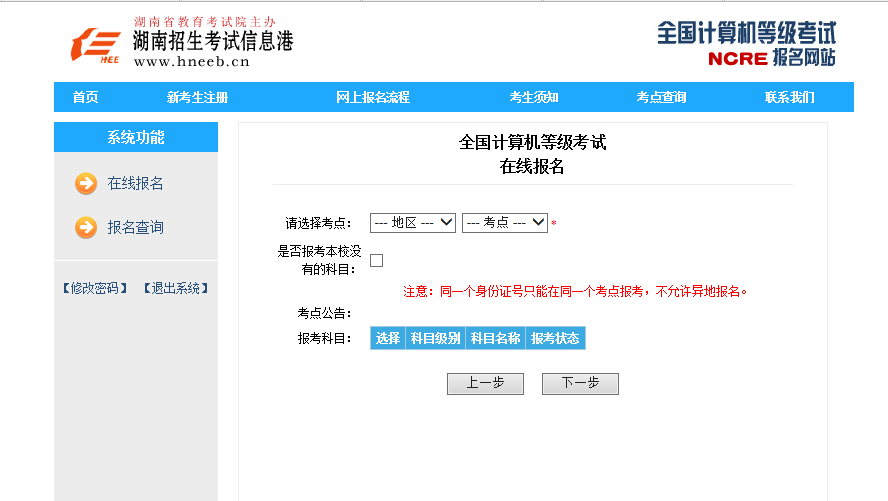 湖南省教育考试院主办
湖南招生考试信息港
www.hneeb.cn
HNEE
全国计算机等级考试
NCRE 报名网站
首页 新考生注册 网上报名流程 考生须知 考点查询 联系我们
系统功能
在线报名
报名查询
【修改密码】 【退出系统】
全国计算机等级考试
在线报名
请选择考点： --- 地区 --- --- 考点 --- *
是否报考本校没
有的科目：
注意：同一个身份证号只能在同一个考点报考，不允许异地报名。
考点公告：
报考科目： 选择 科目级别 科目名称 报考状态
上一步 下一步